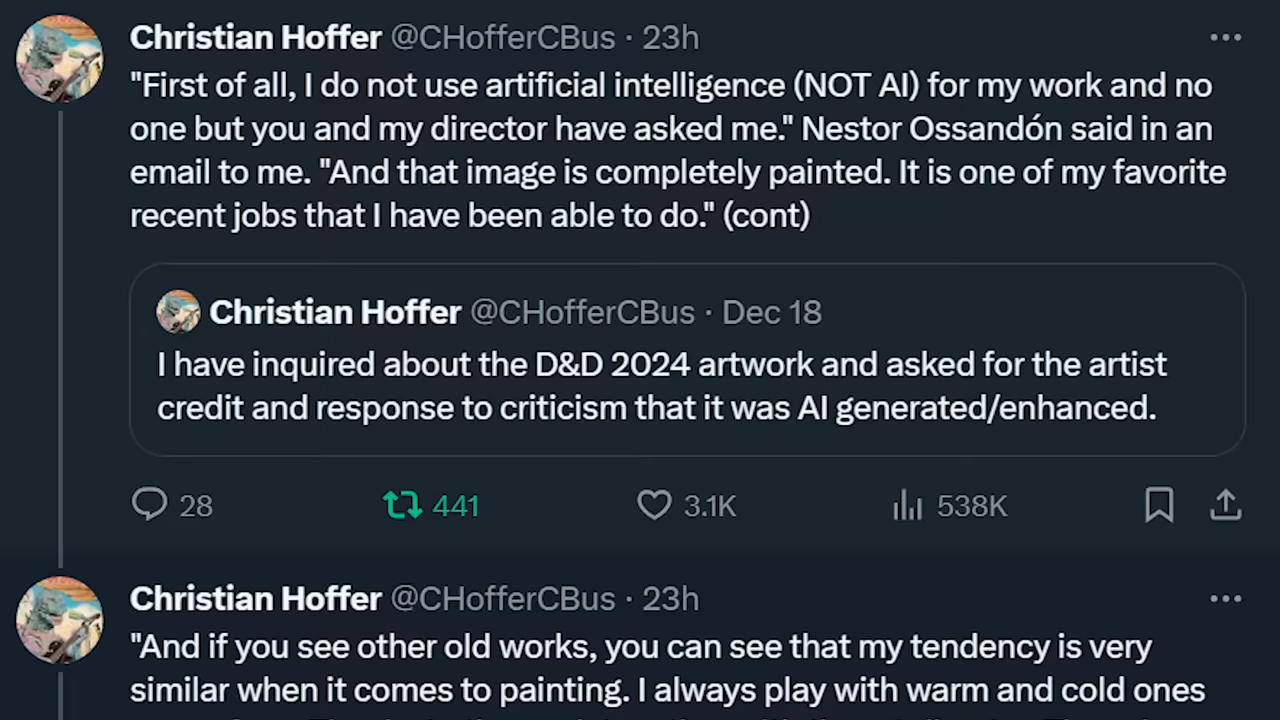 Christian Hoffer @CHofferCBus · 23h
"First of all, I do not use artificial intelligence (NOT AI) for my work and no
one but you and my director have asked me." Nestor Ossandón said in an
email to me. "And that image is completely painted. It is one of my favorite
recent jobs that I have been able to do." (cont)
Christian Hoffer @CHofferCBus · Dec 18
I have inquired about the D&D 2024 artwork and asked for the artist
credit and response to criticism that it was AI generated/enhanced.
28 441 3.1K 538K
Christian Hoffer @CHofferCBus · 23h
"And if you see other old works, you can see that my tendency is very
similar when it comes to painting. I always play with warm and cold ones